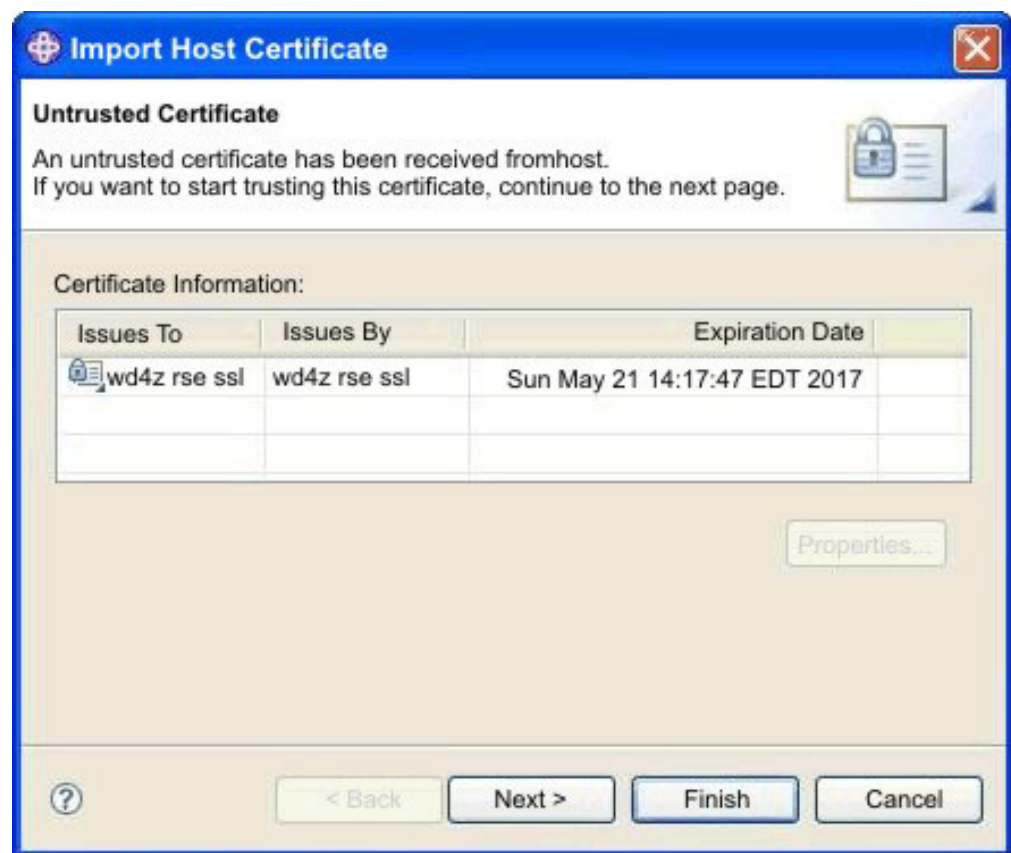 Import Host Certificate
Untrusted Certificate
An untrusted certificate has been received fromhost.
If you want to start trusting this certificate, continue to the next page.
Certificate Information:
Issues To Issues By Expiration Date
wd4z rse ssl wd4z rse ssl Sun May 21 14:17:47 EDT 2017
Properties...
? < Back Next > Finish Cancel